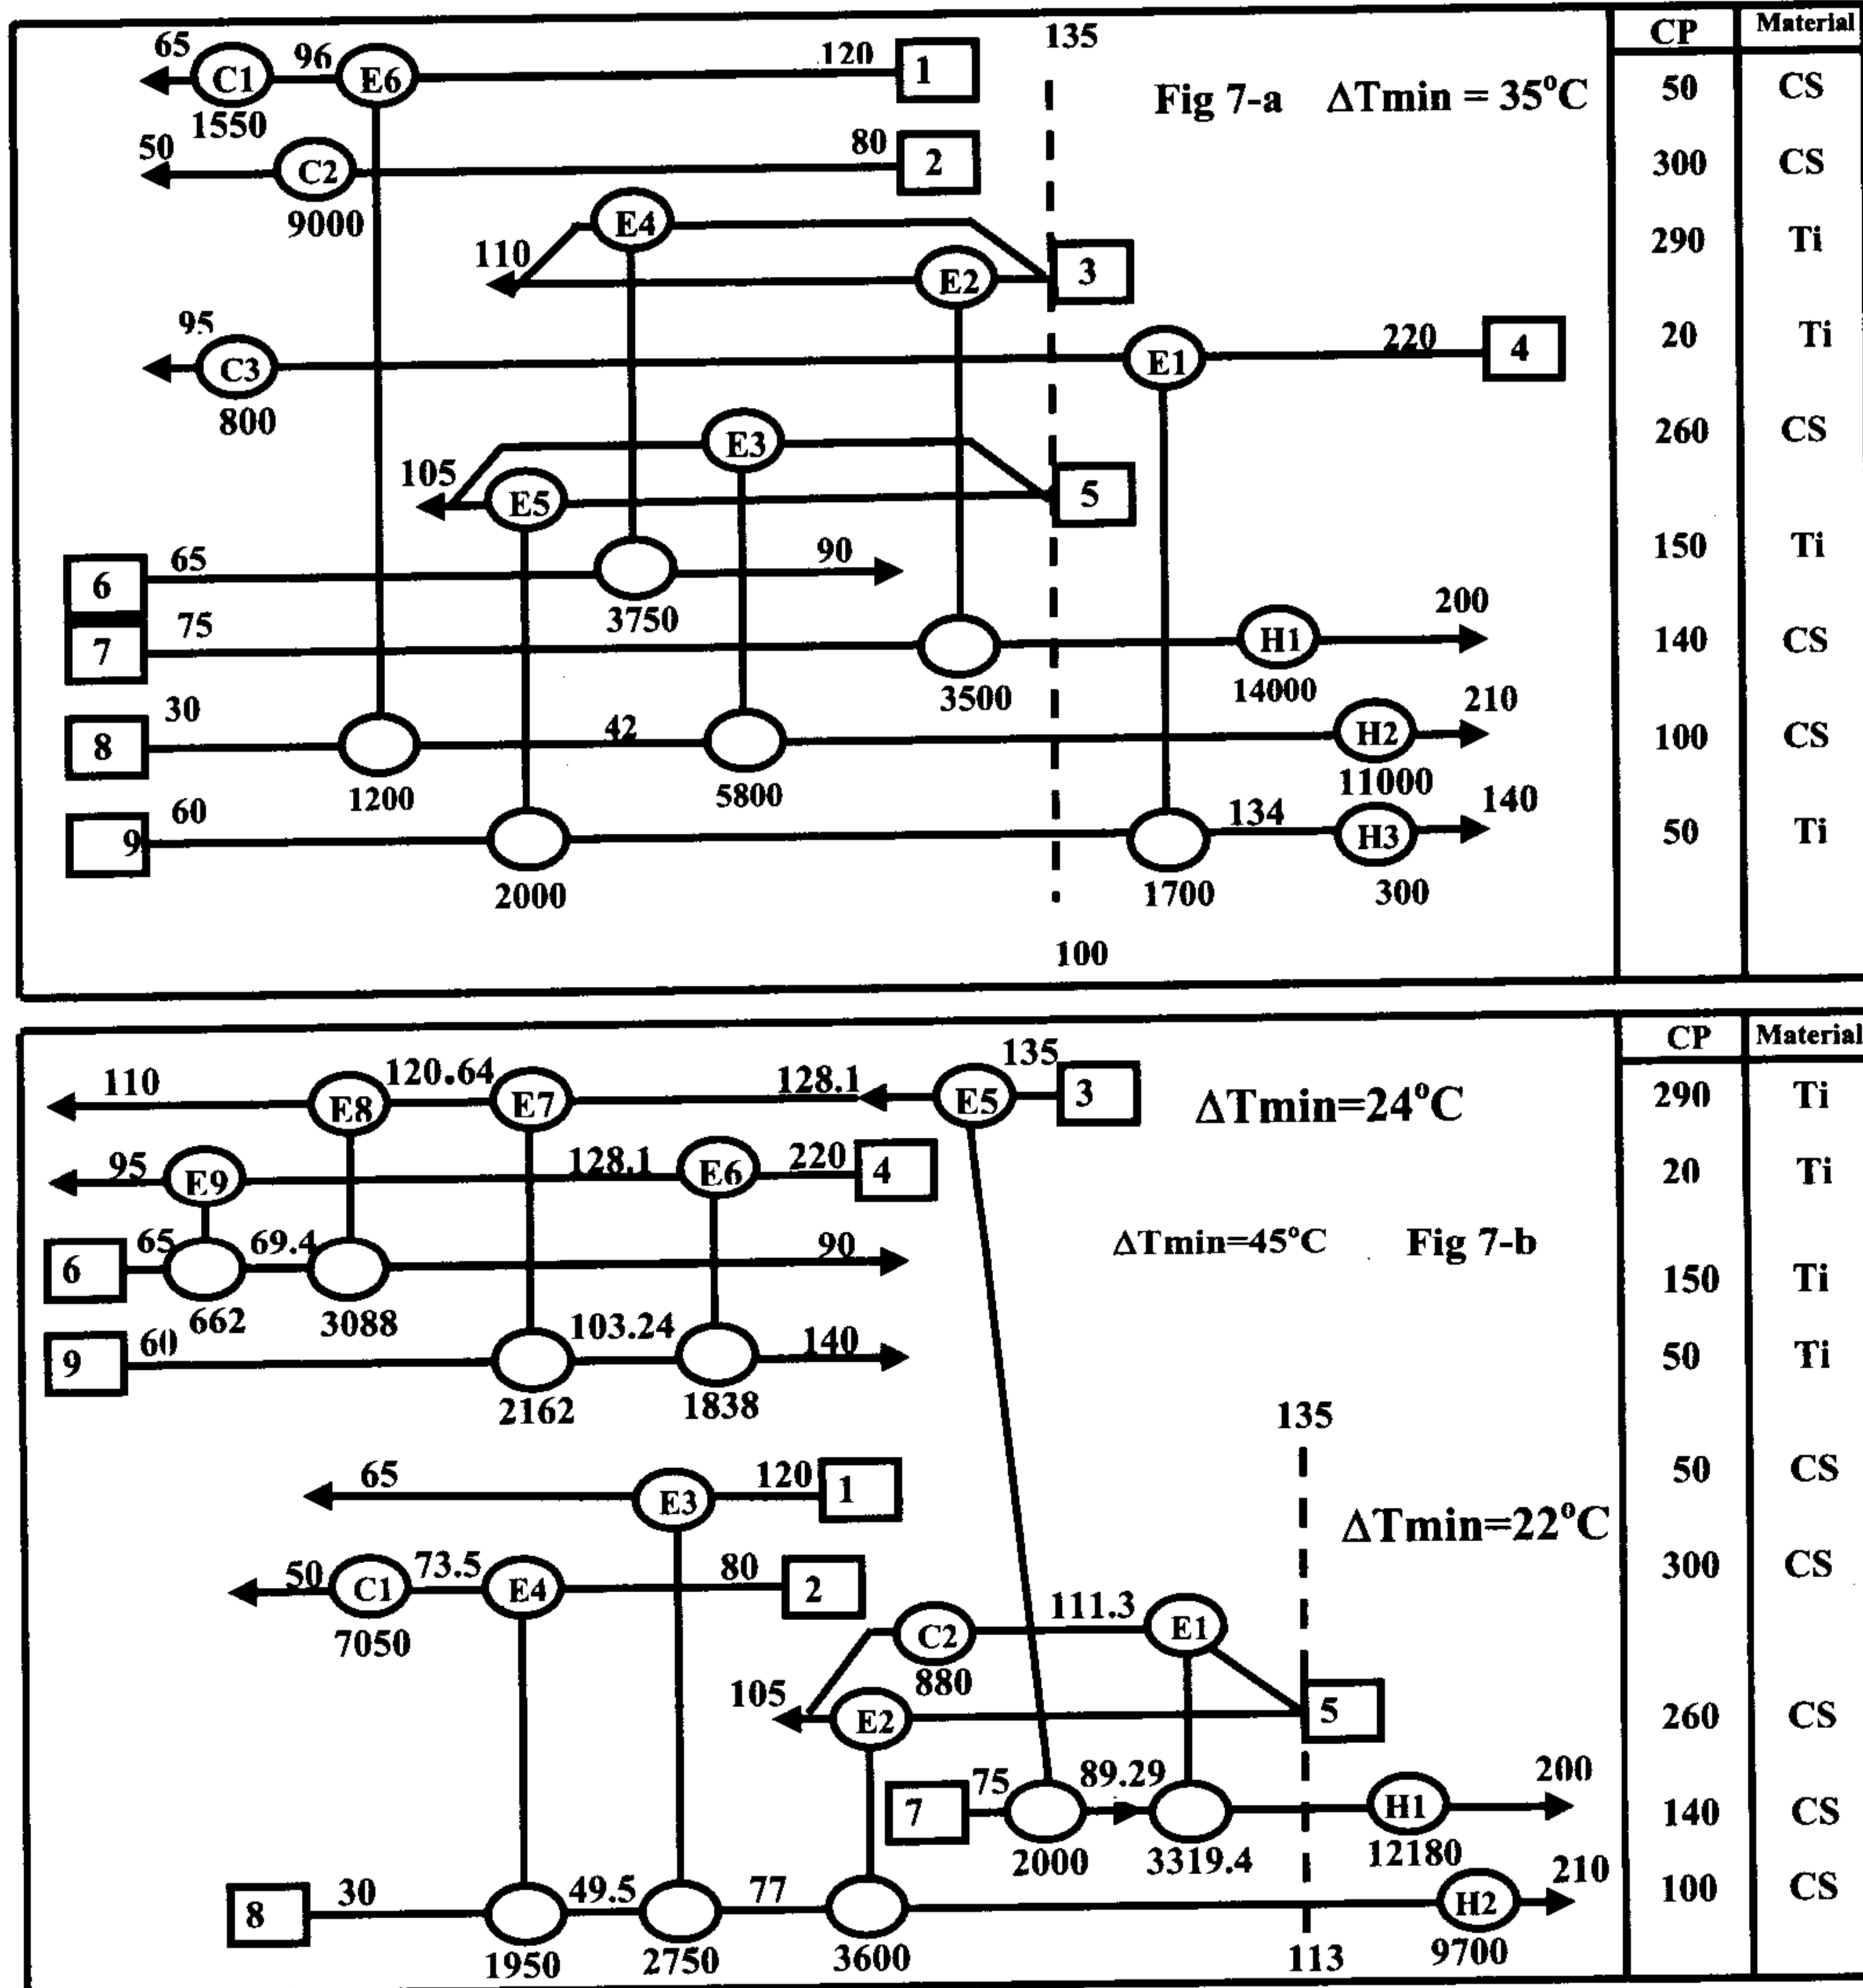 CP Material
65 C1 96 E6 120 1 135 50 CS
1550 Fig 7-a ΔTmin = 35°C
50 C2 80 2 300 CS
9000
E4 290 Ti
110 E2 3
95 C3 E1 220 4 20 Ti
800
E3 260 CS
105 E5 5
6 65 90 150 Ti
3750
7 75 H1 200 140 CS
3500 14000
8 30 42 H2 210 100 CS
1200 5800 11000
9 60 134 H3 140 50 Ti
2000 1700 300
100
CP Material
110 E8 120.64 E7 128.1 E5 135 3 ΔTmin=24°C 290 Ti
95 E9 128.1 E6 220 4 20 Ti
6 65 69.4 90 ΔTmin=45°C Fig 7-b 150 Ti
662 3088
9 60 103.24 140 50 Ti
2162 1838
135
65 E3 120 1 50 CS
ΔTmin=22°C
50 C1 73.5 E4 80 2 300 CS
7050
C2 111.3 E1
880
105 E2 5 260 CS
7 75 89.29 H1 200 140 CS
2000 3319.4 12180
8 30 49.5 77 H2 210 100 CS
1950 2750 3600 113 9700